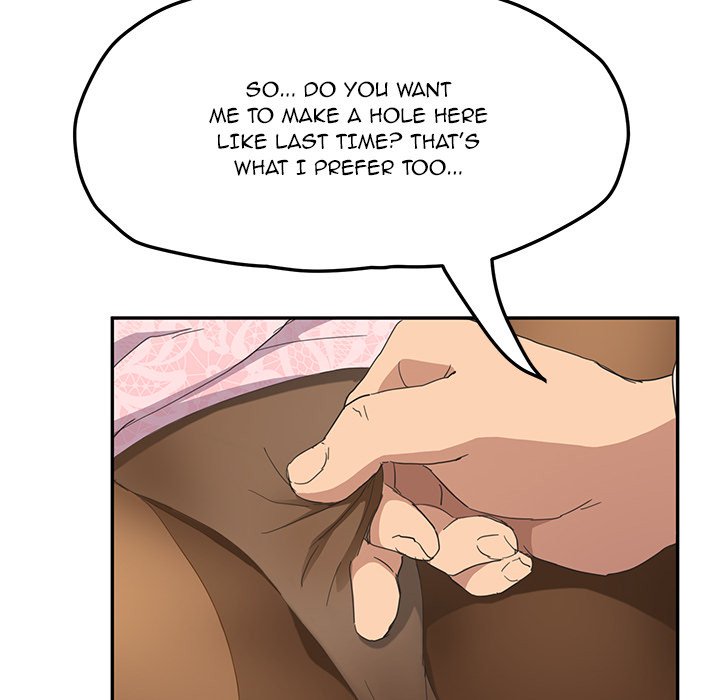 SO... DO YOU WANT
ME TO MAKE A HOLE HERE
LIKE LAST TIME? THAT'S
WHAT I PREFER TOO...